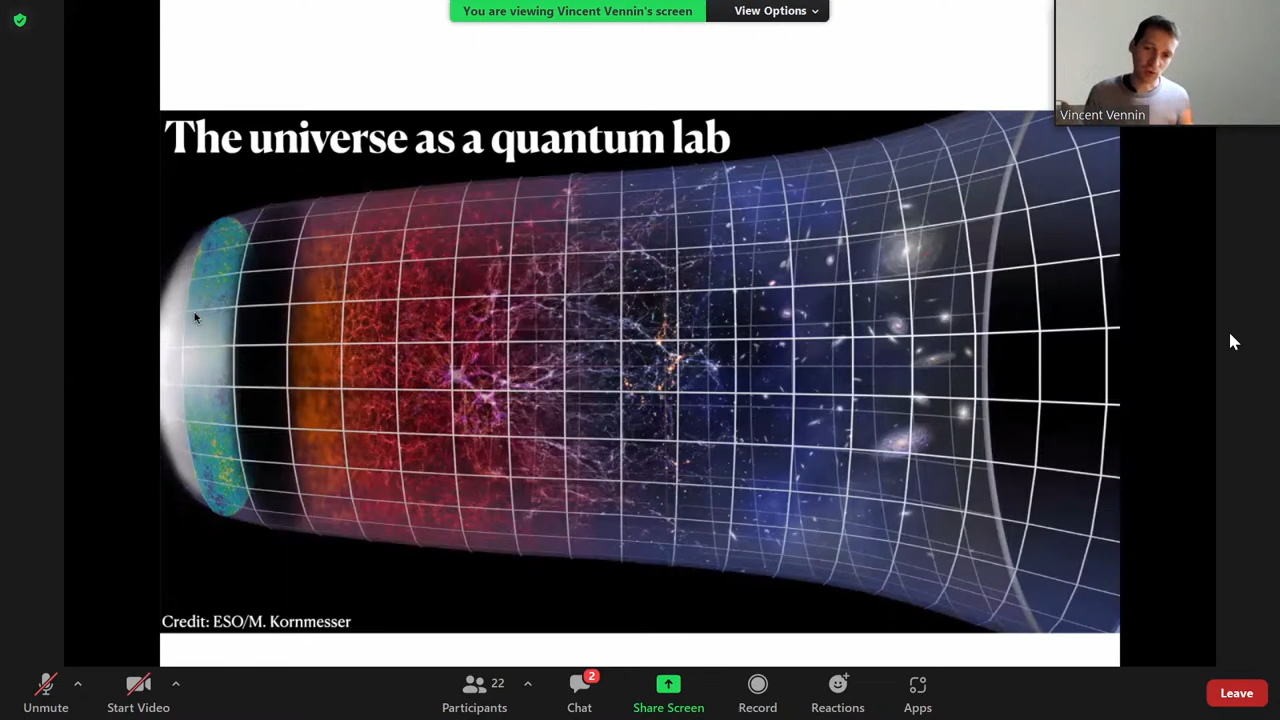 You are viewing Vincent Vennin's screen
View Options
Vincent Vennin
The universe as a quantum lab
Credit: ESO/M. Kornmesser
Unmute
Start Video
22
Participants
2
Chat
Share Screen
Record
Reactions
Apps
Leave